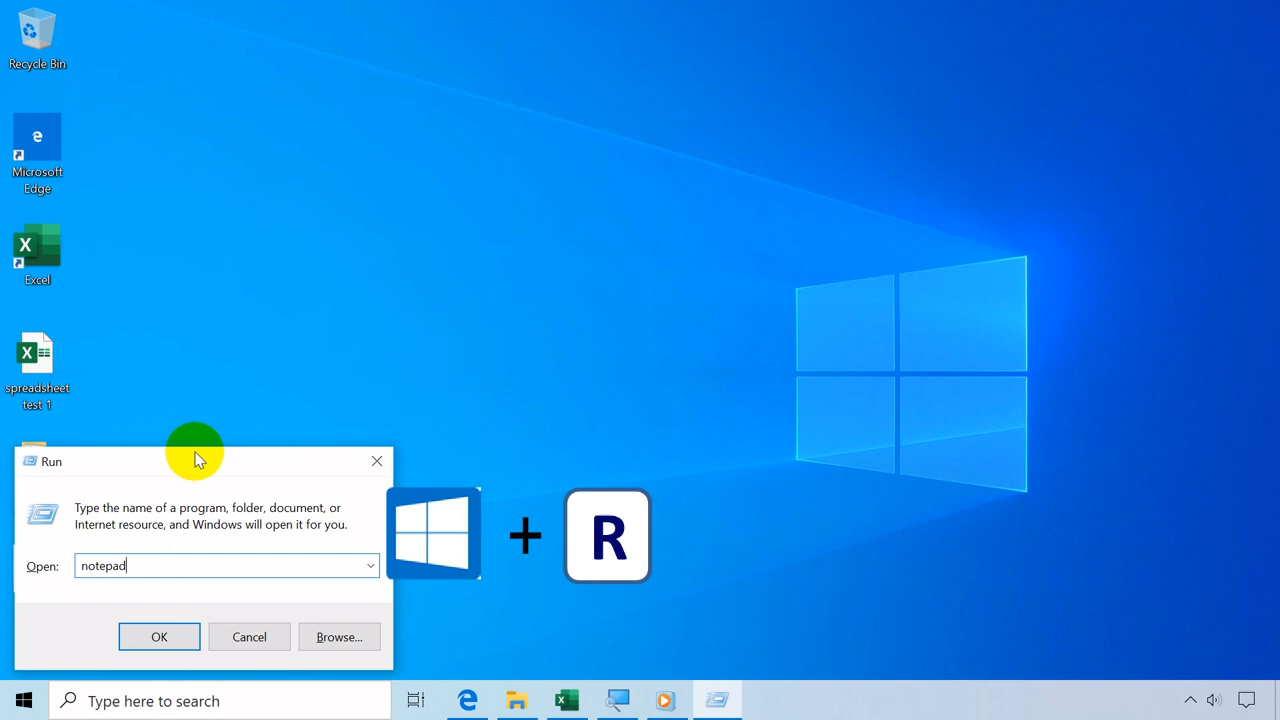 Recycle Bin
e
Microsoft
Edge
X
Excel
X
spreadsheet
test 1
Run
Type the name of a program, folder, document, or
Internet resource, and Windows will open it for you.
Open:
notepad
OK
Cancel
Browse...
+
R
Type here to search
e
X